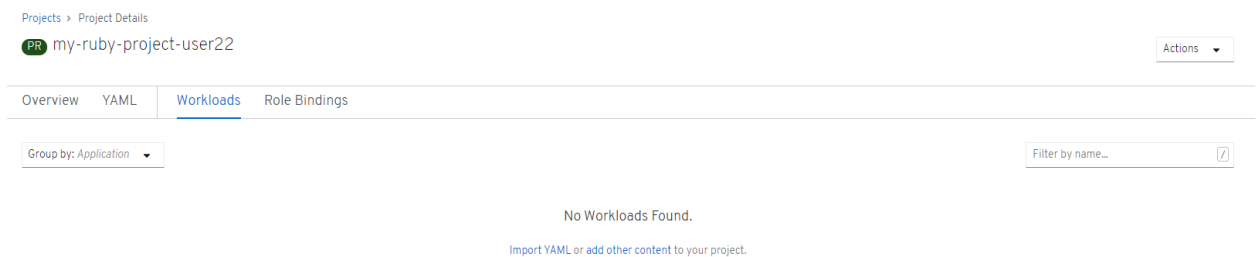 Projects > Project Details
PR my-ruby-project-user22
Actions
Overview YAML Workloads Role Bindings
Group by: Application
Filter by name... /
No Workloads Found.
Import YAML or add other content to your project.